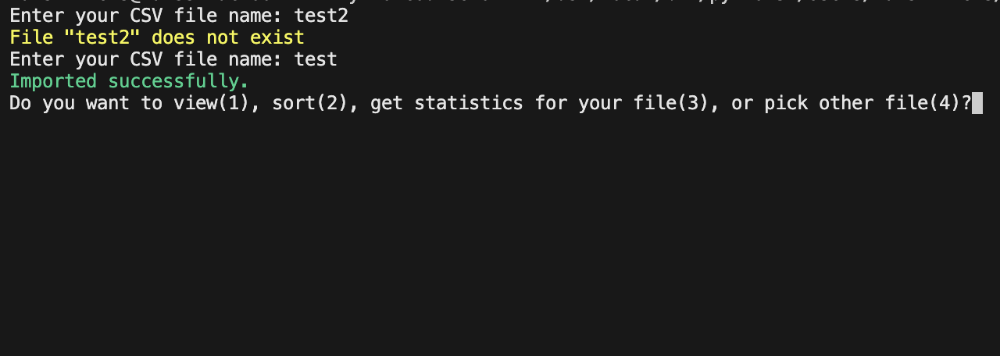 Enter your CSV file name: test2
File "test2" does not exist
Enter your CSV file name: test
Imported successfully.
Do you want to view(1), sort(2), get statistics for your file(3), or pick other file(4)?